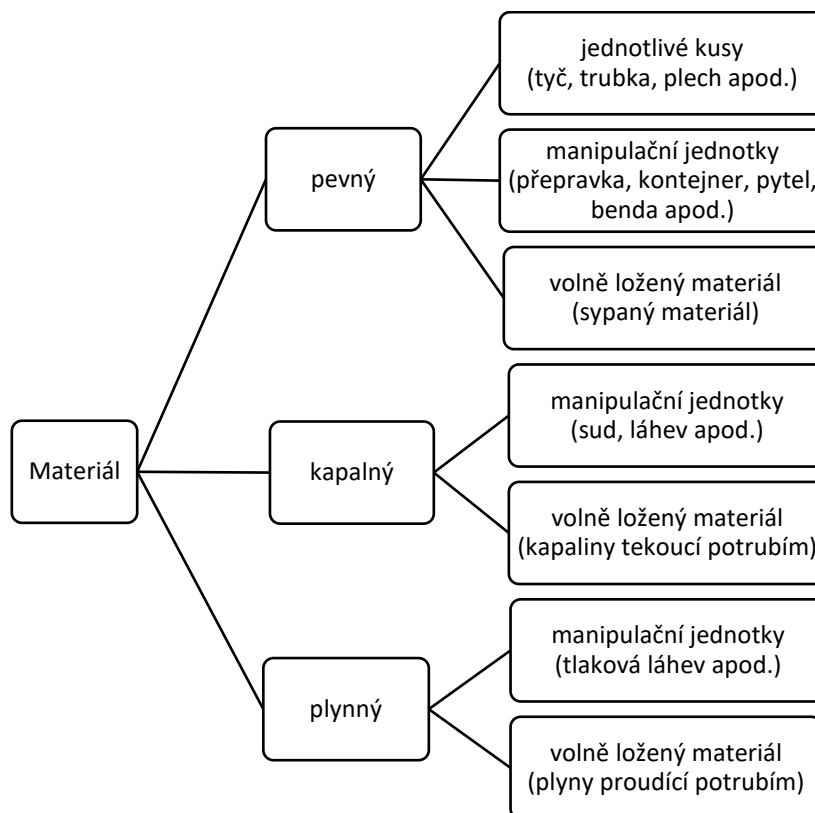 Materiál
pevný
jednotlivé kusy
(tyč, trubka, plech apod.)
manipulační jednotky
(přepravka, kontejner, pytel,
benda apod.)
volně ložený materiál
(sypaný materiál)
kapalný
manipulační jednotky
(sud, láhev apod.)
volně ložený materiál
(kapaliny tekoucí potrubím)
plynný
manipulační jednotky
(tlaková láhev apod.)
volně ložený materiál
(plyny proudící potrubím)